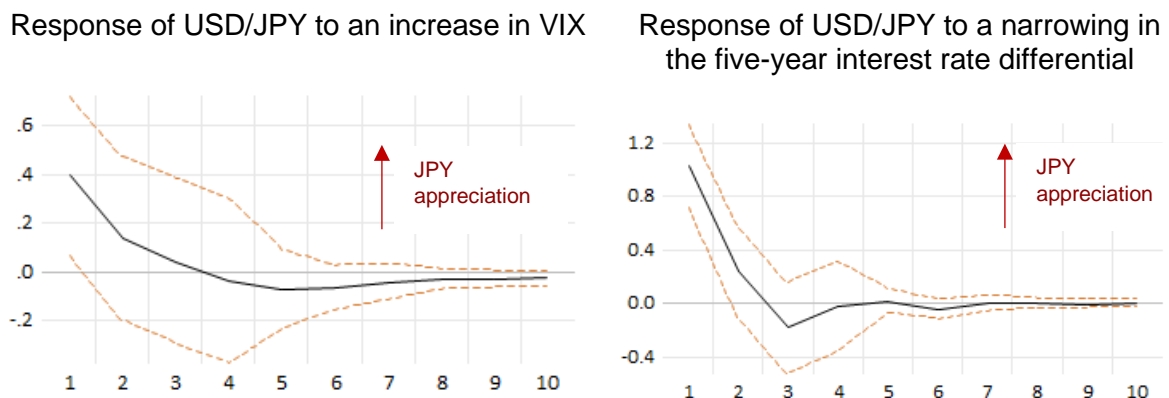 Response of USD/JPY to an increase in VIX
.6
.4
.2
.0
-.2
JPY
appreciation
1 2 3 4 5 6 7 8 9 10
Response of USD/JPY to a narrowing in
the five-year interest rate differential
1.2
0.8
0.4
0.0
-0.4
JPY
appreciation
1 2 3 4 5 6 7 8 9 10